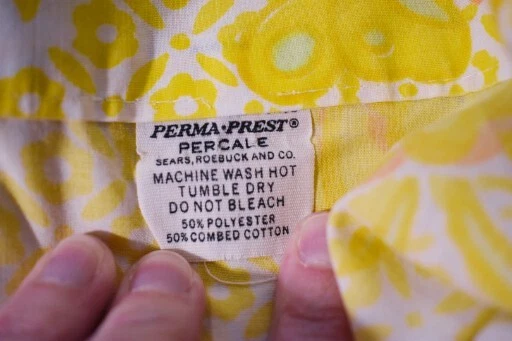 PERMA•PREST®
PERCALE
SEARS, ROEBUCK AND CO.
MACHINE WASH HOT
TUMBLE DRY
DO NOT BLEACH
50% POLYESTER
50% COMBED COTTON